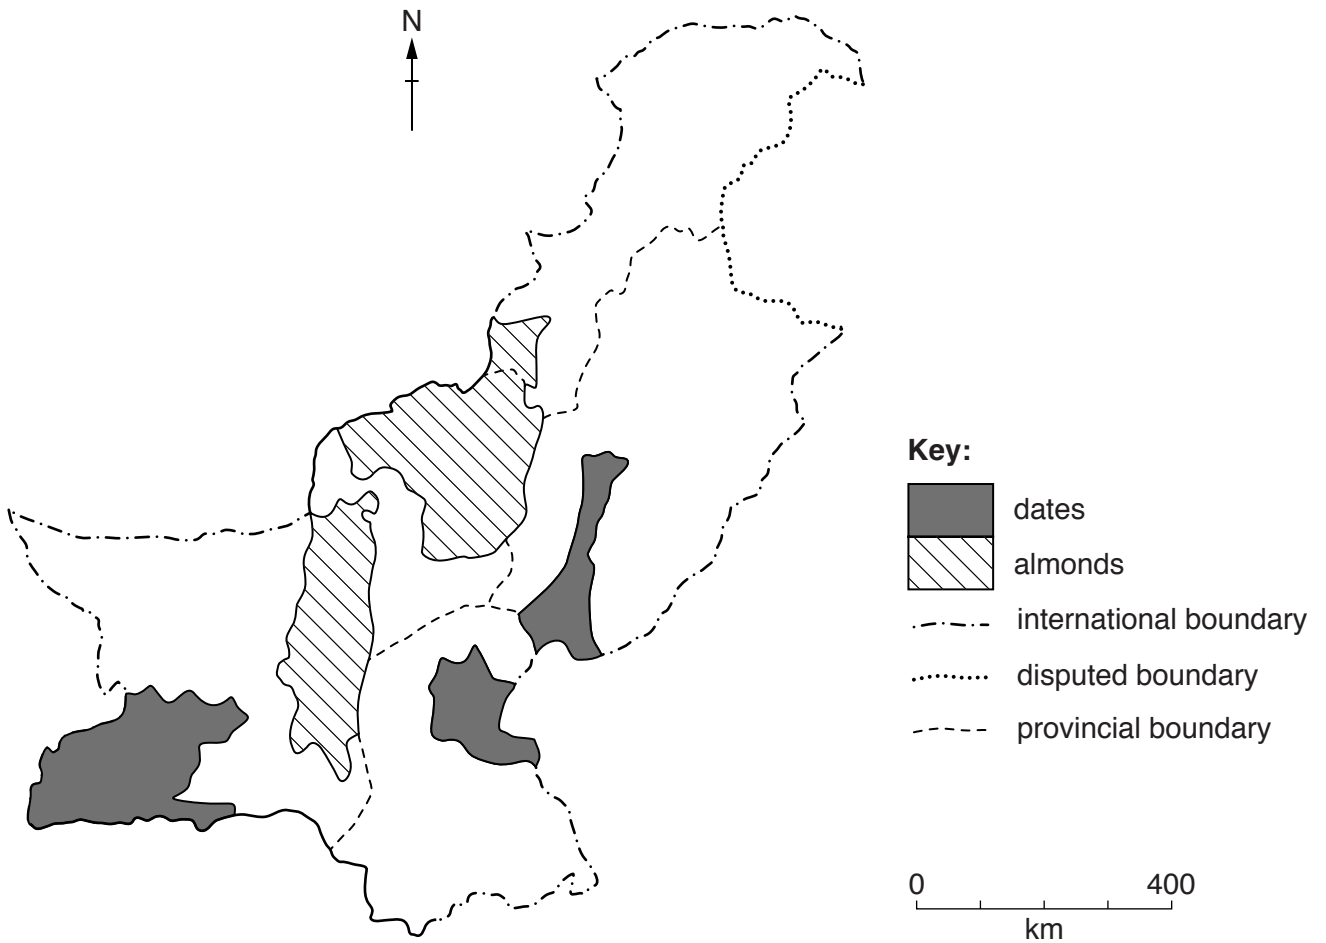 N
Key:
dates
almonds
international boundary
disputed boundary
provincial boundary
0 400
km